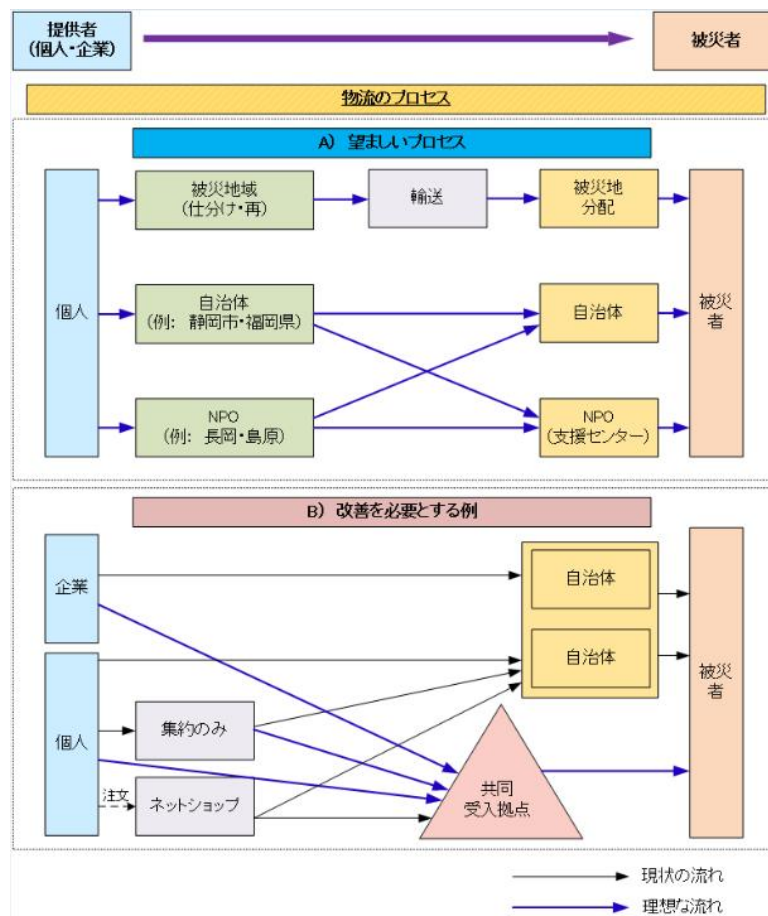 提供者
(個人・企業)
被災者
物流のプロセス
A) 望ましいプロセス
個人
被災地域
(仕分け・再)
輸送
被災地
分配
被災
者
自治体
(例: 静岡市・福岡県)
自治体
NPO
(例: 長岡・島原)
NPO
(支援センター)
B) 改善を必要とする例
企業
自治体
自治体
個人
集約のみ
被災
者
注文
ネットショップ
共同
受入拠点
現状の流れ
理想な流れ